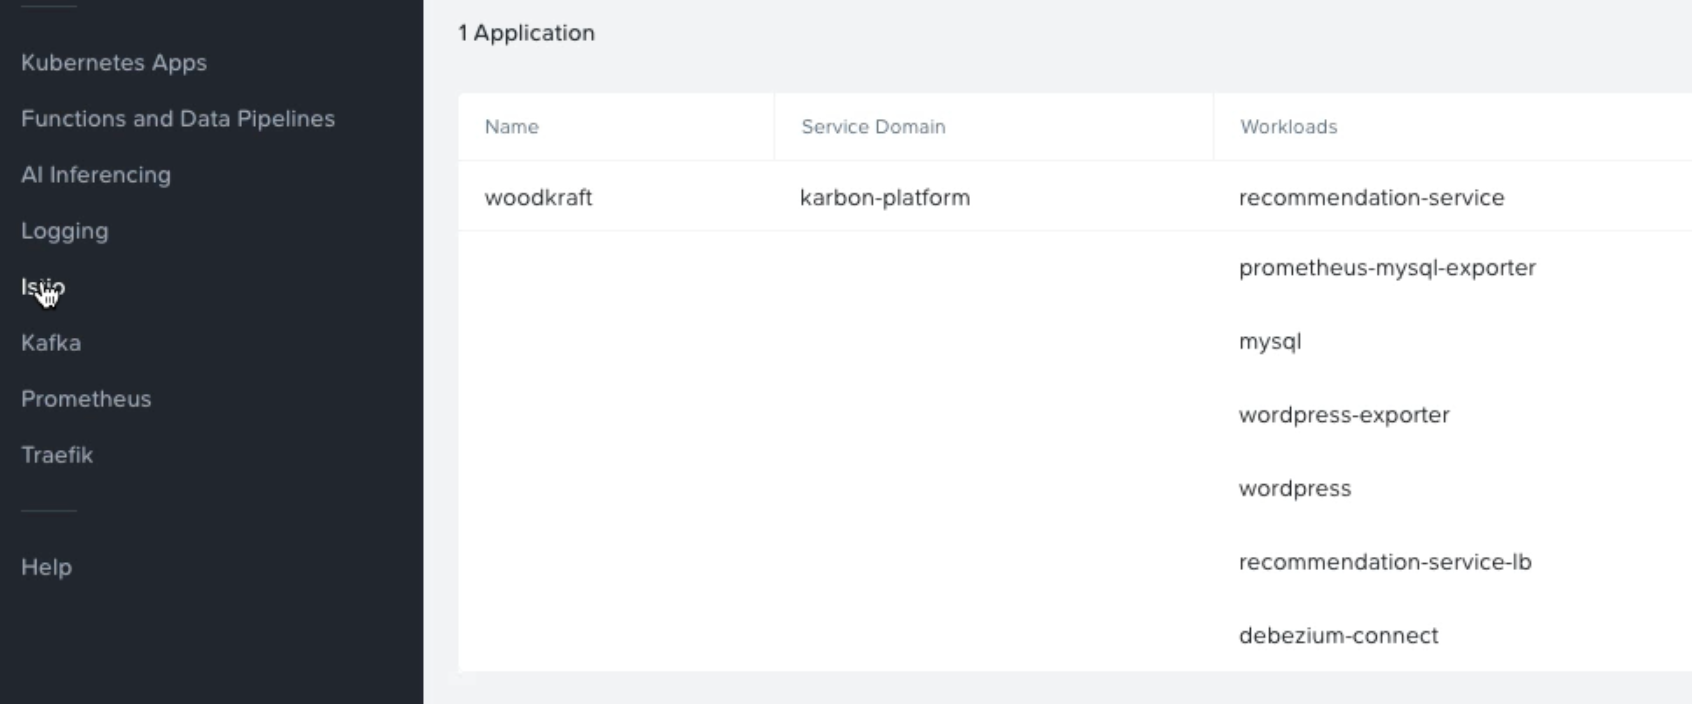 Kubernetes Apps
Functions and Data Pipelines
AI Inferencing
Logging
Istio
Kafka
Prometheus
Traefik
Help
1 Application
Name Service Domain Workloads
woodkraft karbon-platform recommendation-service
prometheus-mysql-exporter
mysql
wordpress-exporter
wordpress
recommendation-service-lb
debezium-connect